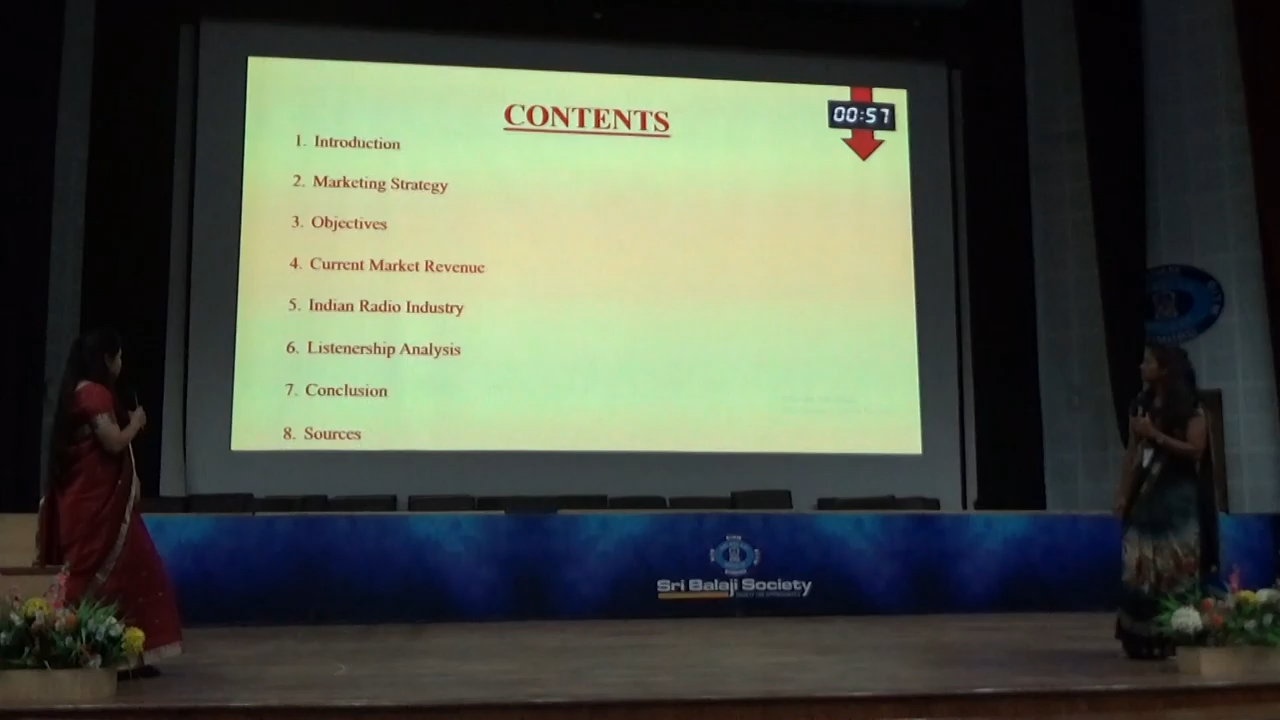 CONTENTS
00:57
1. Introduction
2. Marketing Strategy
3. Objectives
4. Current Market Revenue
5. Indian Radio Industry
6. Listenership Analysis
7. Conclusion
8. Sources
Sri Balaji Society